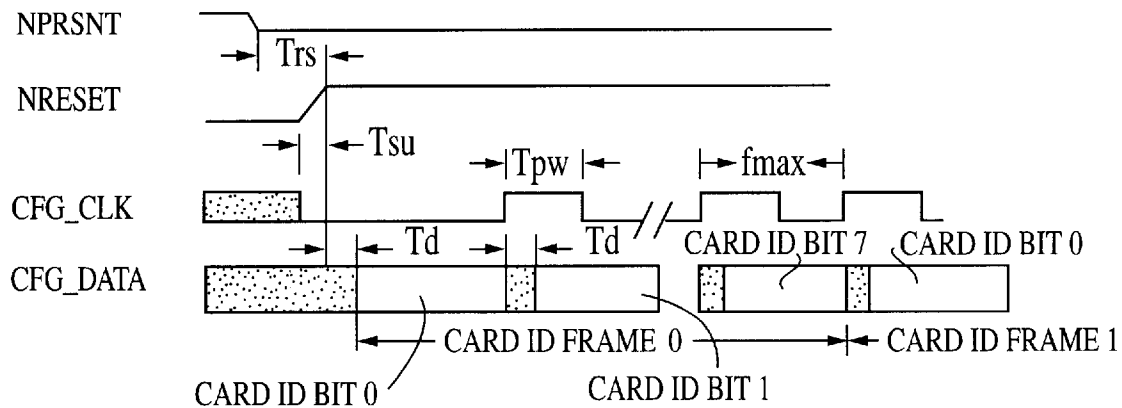 NPRSNT
Trs
NRESET
Tsu
Tpw
fmax
CFG_CLK
Td
Td
CARD ID BIT 7
CARD ID BIT 0
CFG_DATA
CARD ID FRAME 0
CARD ID FRAME 1
CARD ID BIT 0
CARD ID BIT 1